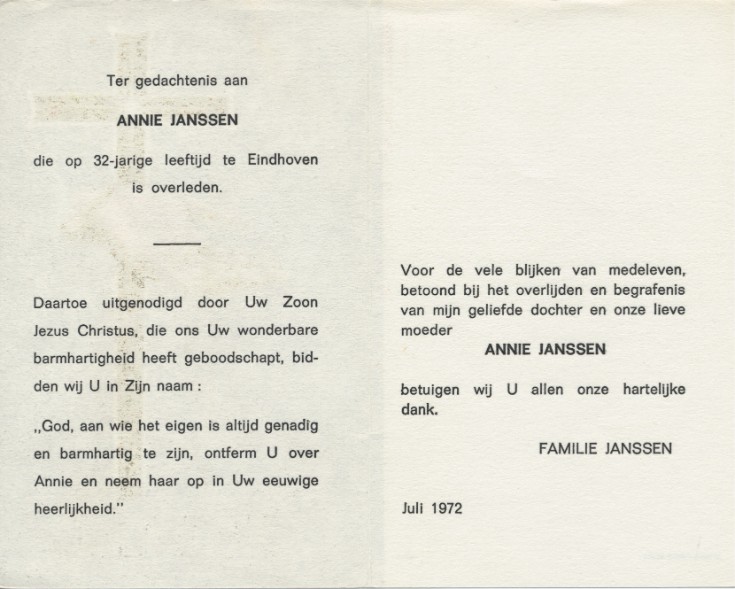 Ter gedachtenis aan
ANNIE JANSSEN
die op 32-jarige leeftijd te Eindhoven
is overleden.
Daartoe uitgenodigd door Uw Zoon
Jezus Christus, die ons Uw wonderbare
barmhartigheid heeft geboodschapt, bid-
den wij U in Zijn naam :
„God, aan wie het eigen is altijd genadig
en barmhartig te zijn, ontferm U over
Annie en neem haar op in Uw eeuwige
heerlijkheid.”
Voor de vele blijken van medeleven,
betoond bij het overlijden en begrafenis
van mijn geliefde dochter en onze lieve
moeder
ANNIE JANSSEN
betuigen wij U allen onze hartelijke
dank.
FAMILIE JANSSEN
Juli 1972